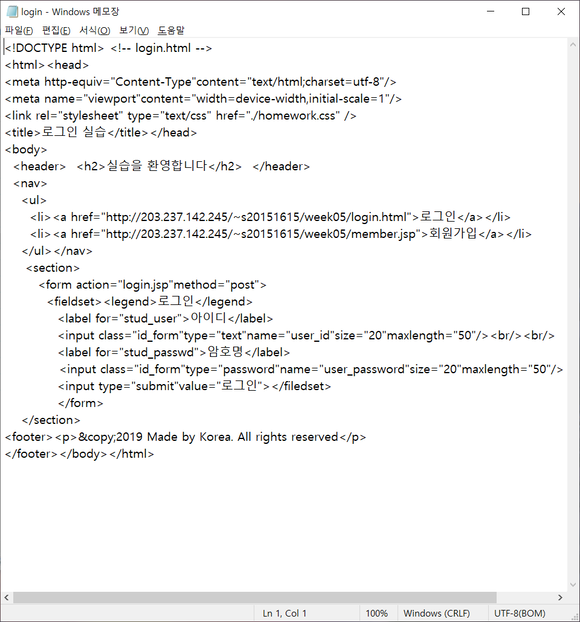 login - Windows 메모장
파일(F) 편집(E) 서식(O) 보기(V) 도움말
<!DOCTYPE html> <!-- login.html -->
<html><head>
<meta http-equiv="Content-Type"content="text/html;charset=utf-8"/>
<meta name="viewport"content="width=device-width,initial-scale=1"/>
<link rel="stylesheet" type="text/css" href="./homework.css" />
<title>로그인 실습</title></head>
<body>
<header> <h2>실습을 환영합니다</h2> </header>
<nav>
<ul>
<li><a href="http://203.237.142.245/~s20151615/week05/login.html">로그인</a></li>
<li><a href="http://203.237.142.245/~s20151615/week05/member.jsp">회원가입</a></li>
</ul></nav>
<section>
<form action="login.jsp"method="post">
<fieldset><legend>로그인</legend>
<label for="stud_user">아이디</label>
<input class="id_form"type="text"name="user_id"size="20"maxlength="50"/><br/><br/>
<label for="stud_passwd">암호명</label>
<input class="id_form"type="password"name="user_password"size="20"maxlength="50"/>
<input type="submit"value="로그인"></filedset>
</form>
</section>
<footer><p>&copy;2019 Made by Korea. All rights reserved</p>
</footer></body></html>
Ln 1, Col 1 100% Windows (CRLF) UTF-8(BOM)